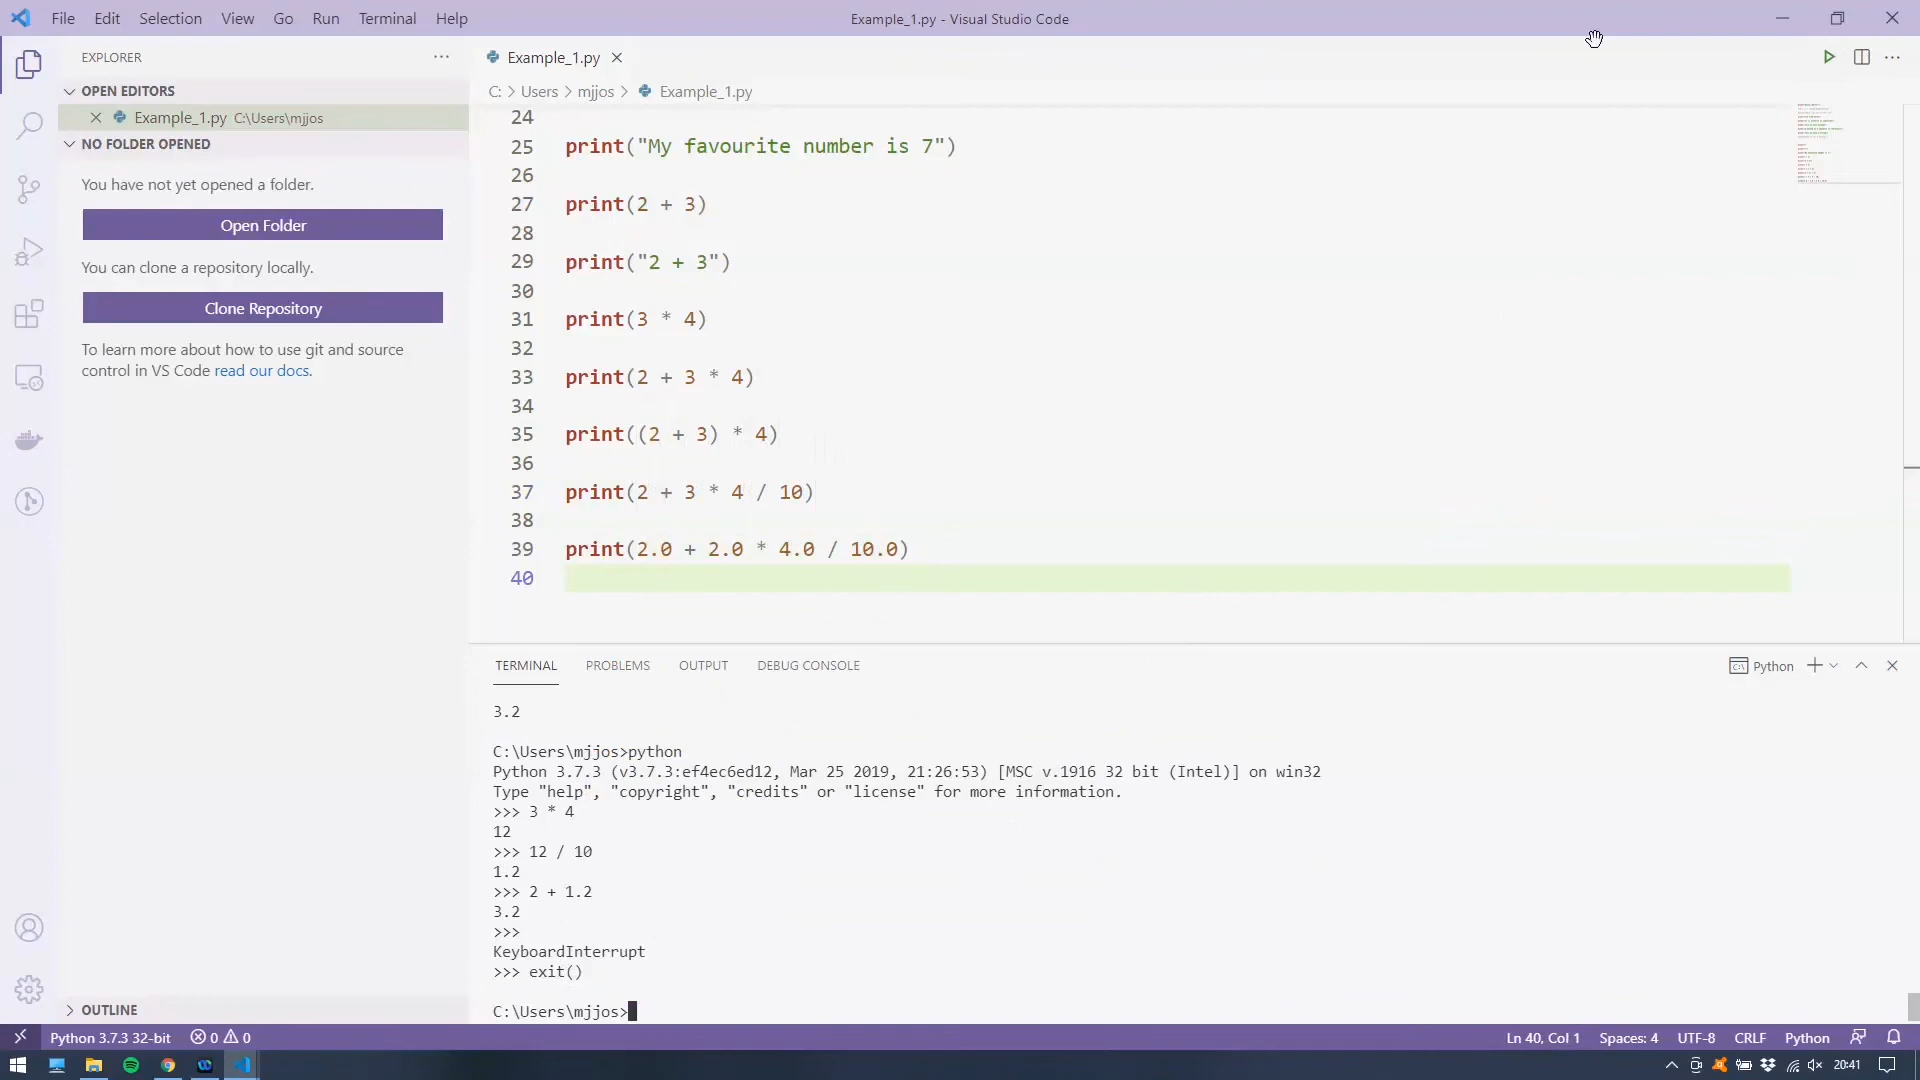 File Edit Selection View Go Run Terminal Help
Example_1.py - Visual Studio Code
EXPLORER
OPEN EDITORS
Example_1.py C:\Users\mjjos
NO FOLDER OPENED
You have not yet opened a folder.
Open Folder
You can clone a repository locally.
Clone Repository
To learn more about how to use git and source
control in VS Code read our docs.
OUTLINE
Example_1.py
C: > Users > mjjos > Example_1.py
24
25 print("My favourite number is 7")
26
27 print(2 + 3)
28
29 print("2 + 3")
30
31 print(3 * 4)
32
33 print(2 + 3 * 4)
34
35 print((2 + 3) * 4)
36
37 print(2 + 3 * 4 / 10)
38
39 print(2.0 + 2.0 * 4.0 / 10.0)
40
TERMINAL PROBLEMS OUTPUT DEBUG CONSOLE
Python
3.2
C:\Users\mjjos>python
Python 3.7.3 (v3.7.3:ef4ec6ed12, Mar 25 2019, 21:26:53) [MSC v.1916 32 bit (Intel)] on win32
Type "help", "copyright", "credits" or "license" for more information.
>>> 3 * 4
12
>>> 12 / 10
1.2
>>> 2 + 1.2
3.2
>>>
KeyboardInterrupt
>>> exit()
C:\Users\mjjos>
Python 3.7.3 32-bit 0 0
Ln 40, Col 1 Spaces: 4 UTF-8 CRLF Python
20:41